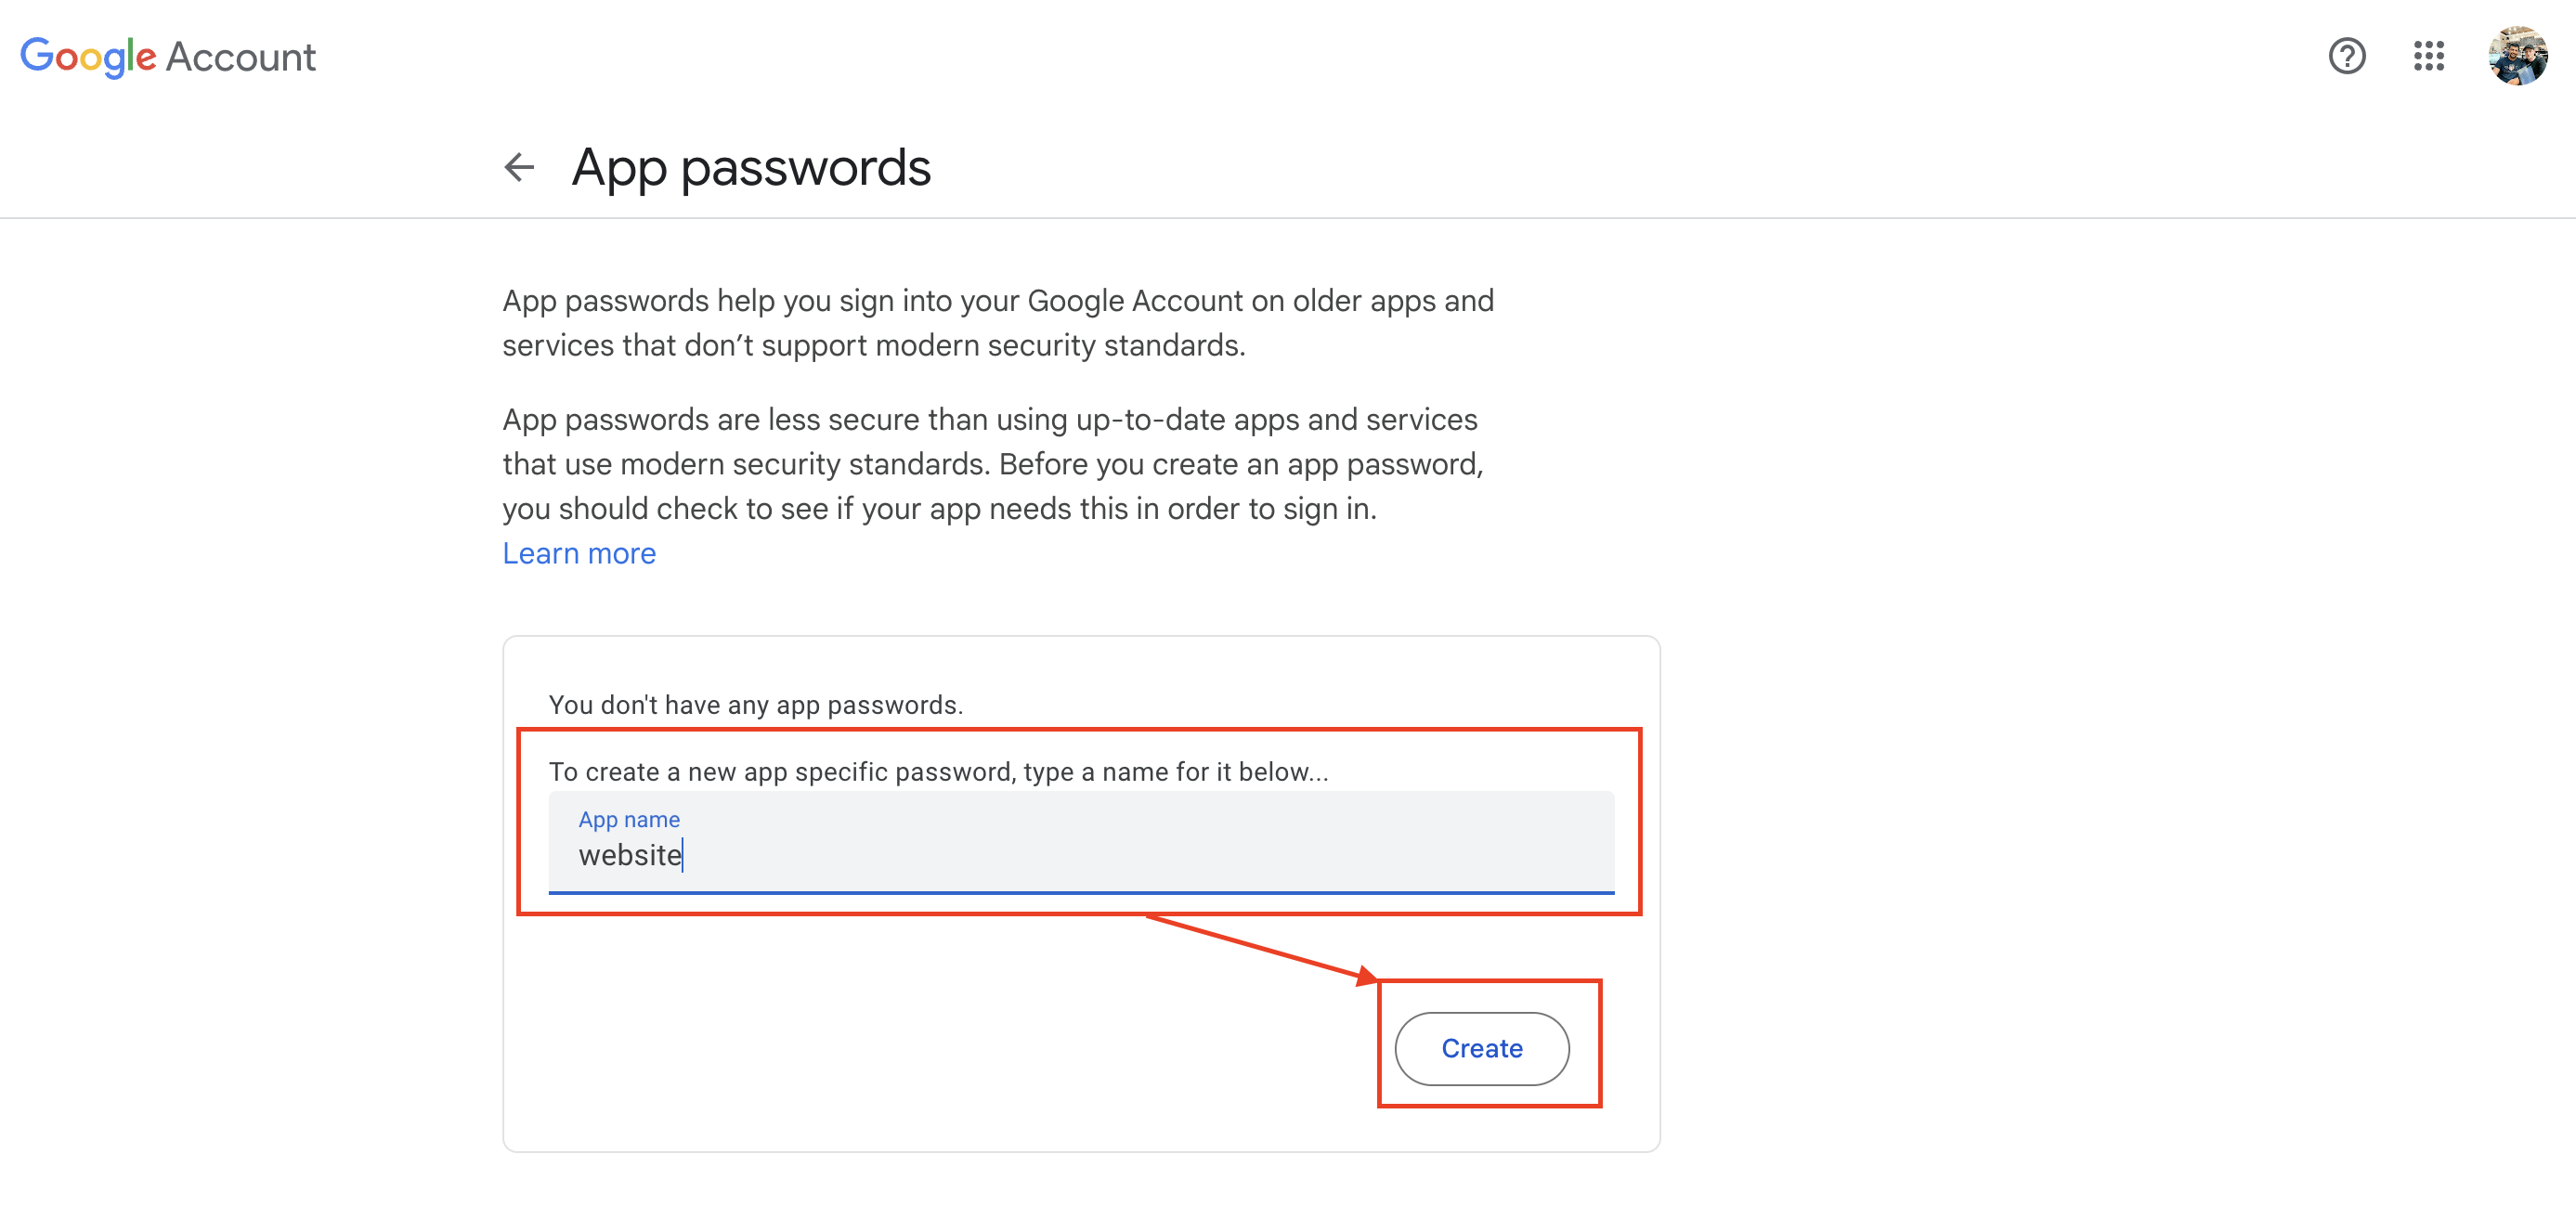 Google Account
App passwords
App passwords help you sign into your Google Account on older apps and
services that don’t support modern security standards.
App passwords are less secure than using up-to-date apps and services
that use modern security standards. Before you create an app password,
you should check to see if your app needs this in order to sign in.
Learn more
You don't have any app passwords.
To create a new app specific password, type a name for it below...
App name
website
Create